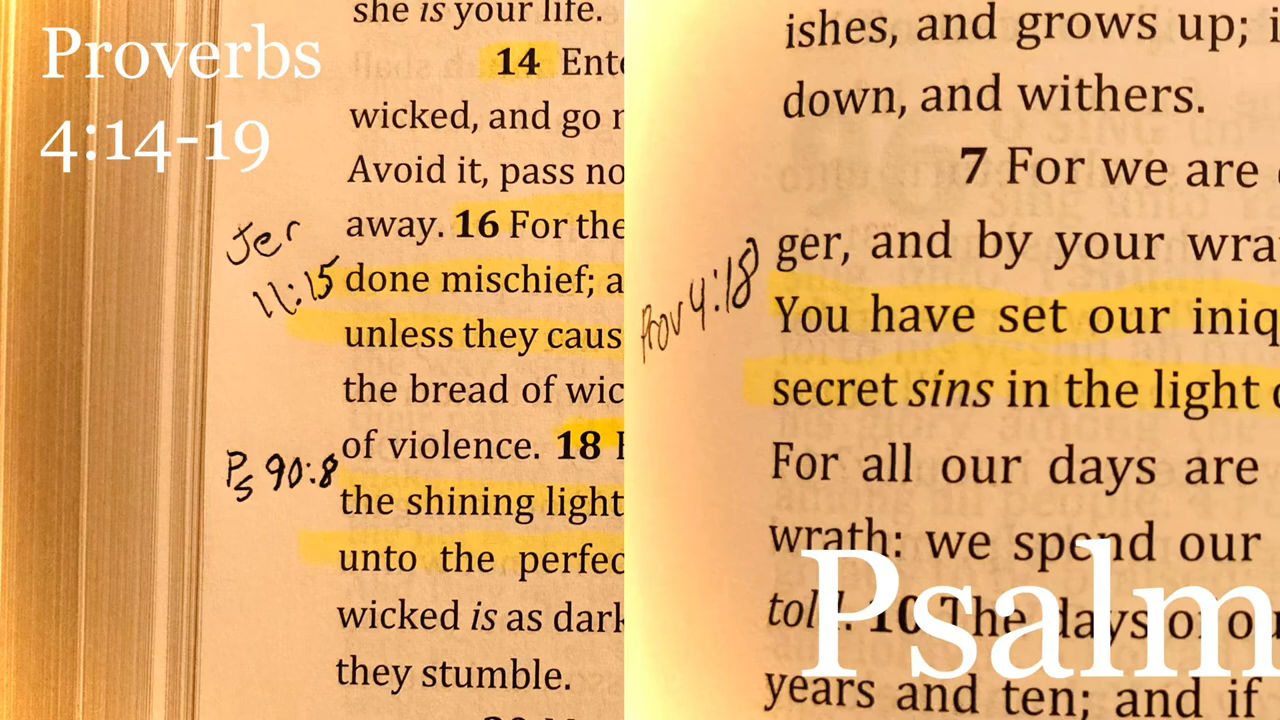 Proverbs
4:14-19
she is your life.
14 Ente
wicked, and go n
Avoid it, pass no
away. 16 For the
done mischief; a
unless they caus
the bread of wic
of violence. 18
the shining light
unto the perfec
wicked is as dark
they stumble.
Jer
11:15
Ps 90:8
ishes, and grows up; i
down, and withers.
7 For we are
ger, and by your wra
You have set our iniq
secret sins in the light
For all our days are
wrath: we spend our
10 The days of ou
years and ten; and if
Prov 4:18
Psalm